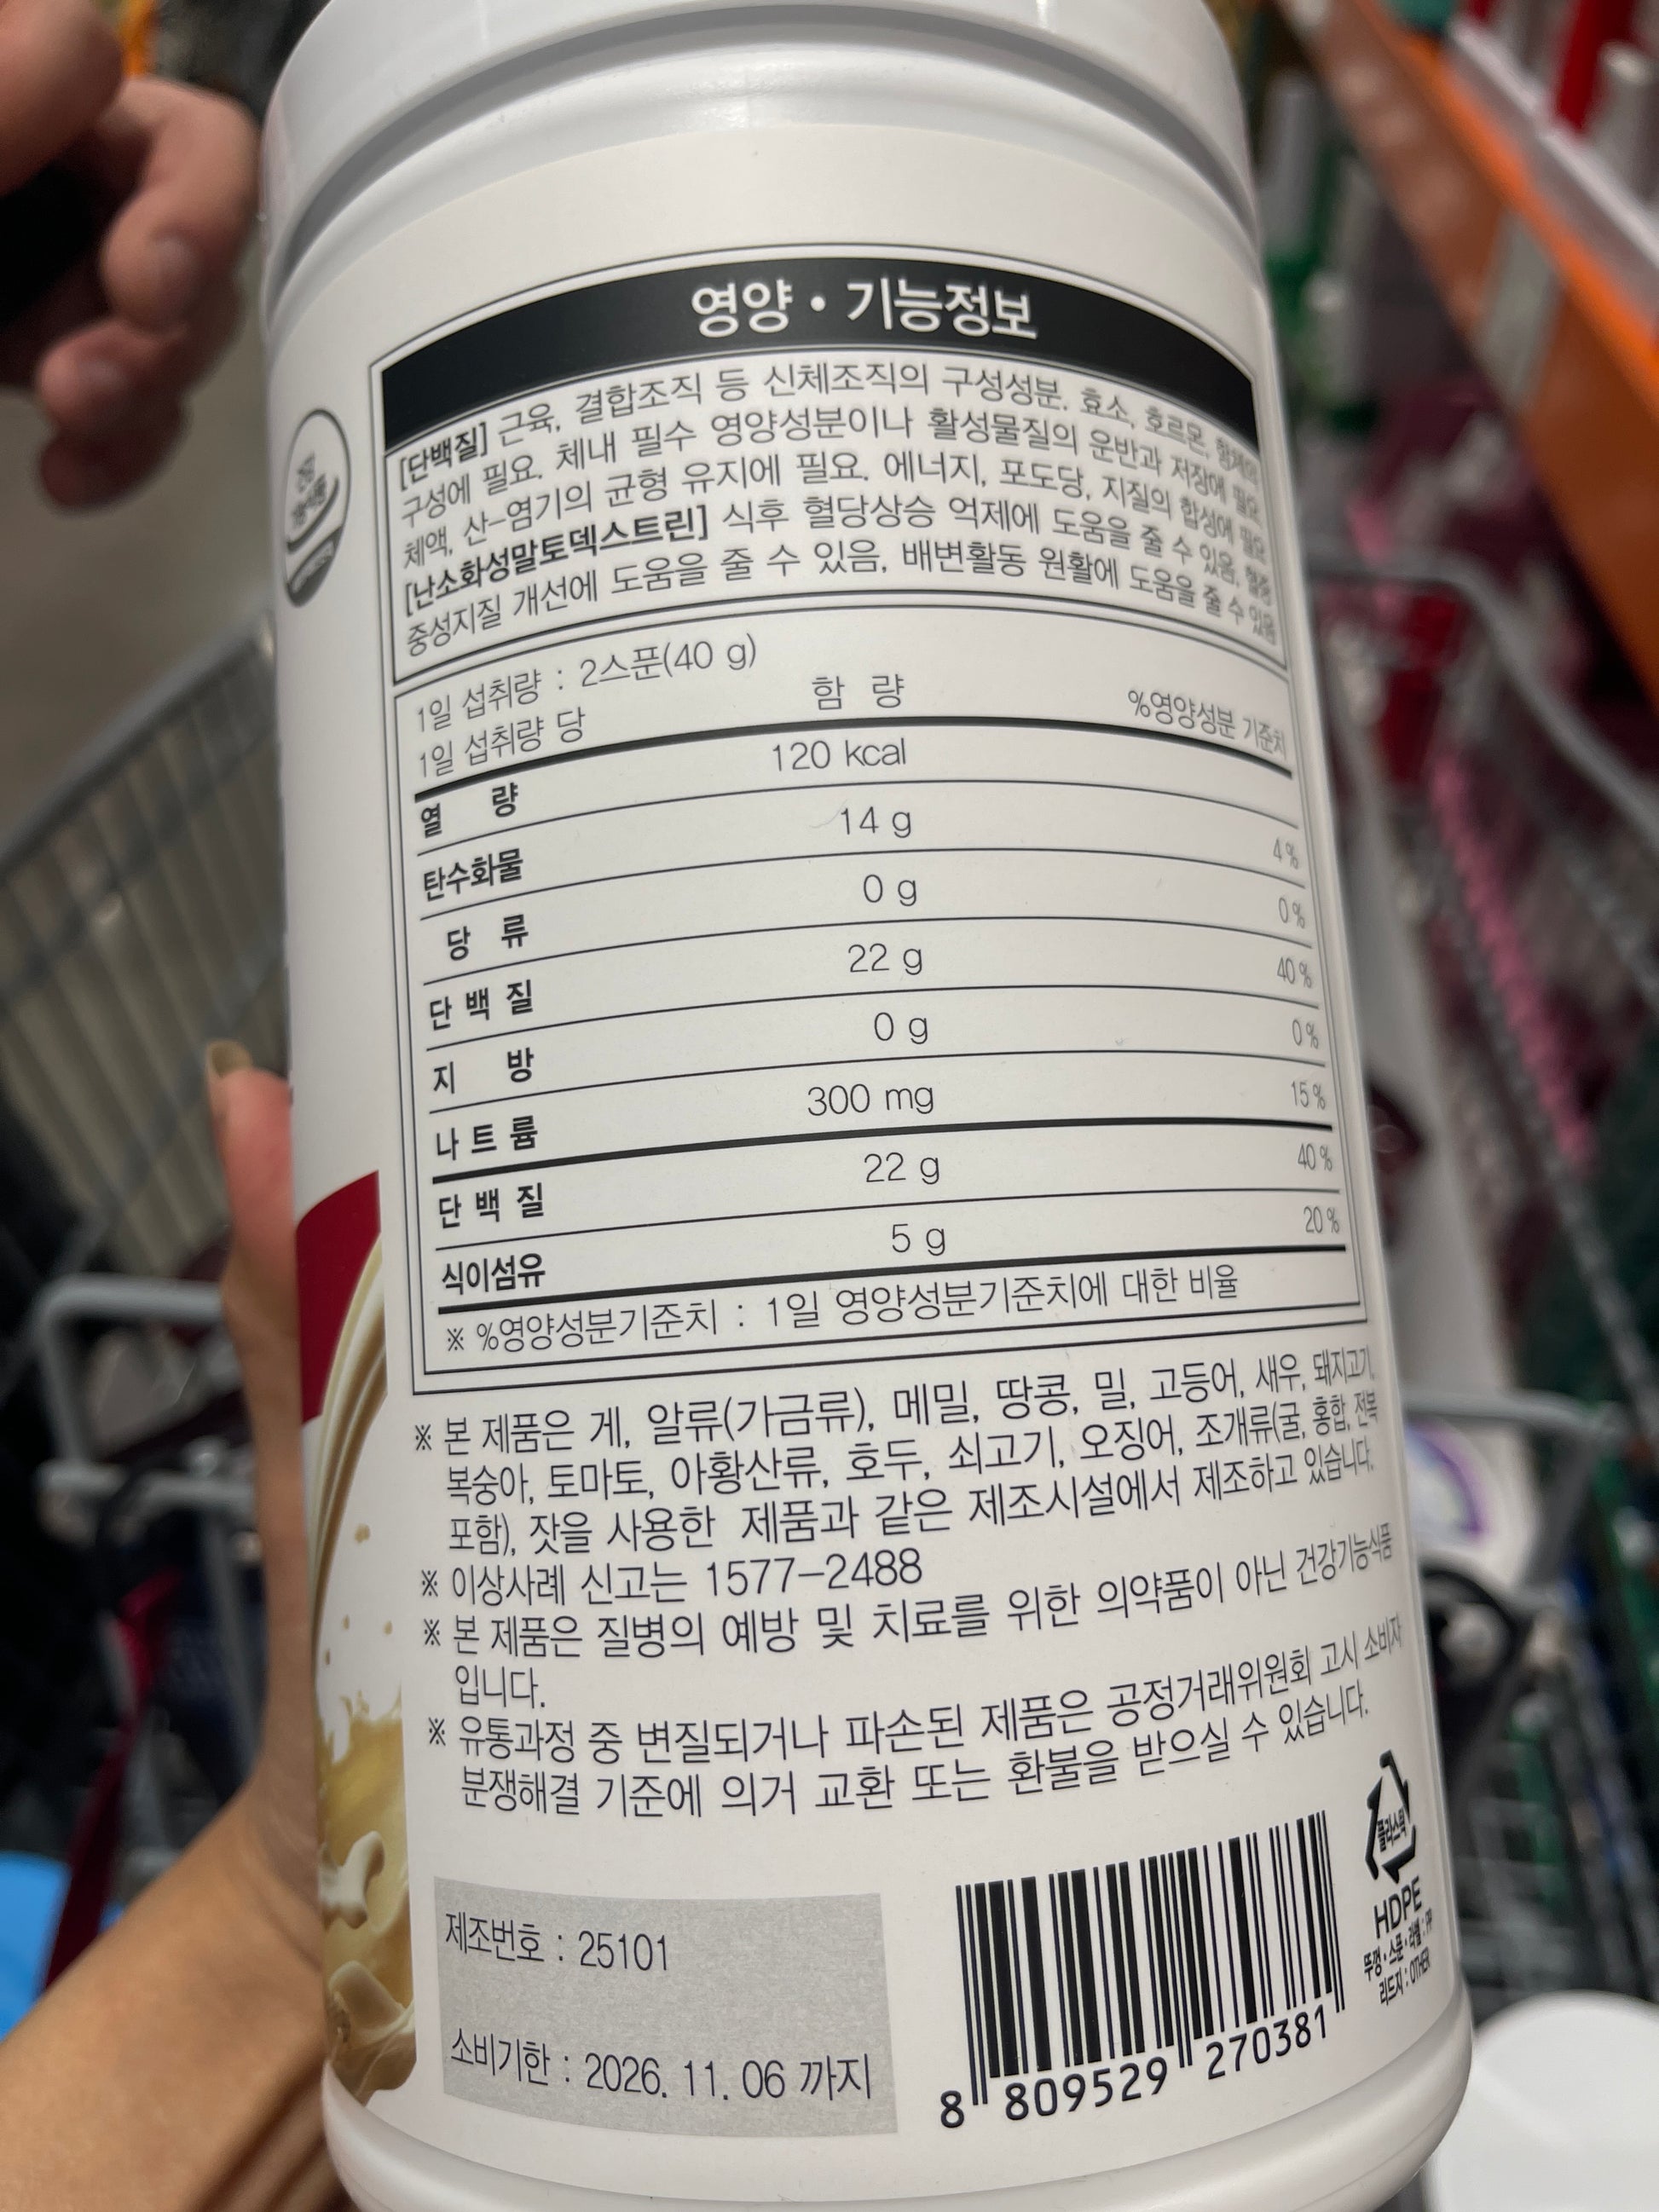 영양 • 기능정보
[단백질] 근육, 결합조직 등 신체조직의 구성성분. 효소, 호르몬, 항체의
구성에 필요. 체내 필수 영양성분이나 활성물질의 운반과 저장에 필요.
체액, 산-염기의 균형 유지에 필요. 에너지, 포도당, 지질의 합성에 필요
[난소화성말토덱스트린] 식후 혈당상승 억제에 도움을 줄 수 있음, 혈중
중성지질 개선에 도움을 줄 수 있음, 배변활동 원활에 도움을 줄 수 있음
1일 섭취량 : 2스푼(40 g)
1일 섭취량 당 함 량 %영양성분 기준치
열 량 120 kcal
탄수화물 14 g 4 %
당 류 0 g 0 %
단 백 질 22 g 40 %
지 방 0 g 0 %
나 트 륨 300 mg 15 %
단 백 질 22 g 40 %
식이섬유 5 g 20 %
※ %영양성분기준치 : 1일 영양성분기준치에 대한 비율
※ 본 제품은 게, 알류(가금류), 메밀, 땅콩, 밀, 고등어, 새우, 돼지고기,
복숭아, 토마토, 아황산류, 호두, 쇠고기, 오징어, 조개류(굴, 홍합, 전복
포함), 잣을 사용한 제품과 같은 제조시설에서 제조하고 있습니다.
※ 이상사례 신고는 1577-2488
※ 본 제품은 질병의 예방 및 치료를 위한 의약품이 아닌 건강기능식품
입니다.
※ 유통과정 중 변질되거나 파손된 제품은 공정거래위원회 고시 소비자
분쟁해결 기준에 의거 교환 또는 환불을 받으실 수 있습니다.
제조번호 : 25101
소비기한 : 2026. 11. 06 까지
8 809529 270381
플라스틱
HDPE
뚜껑•스푼•라벨 : PP
리드지 : OTHER